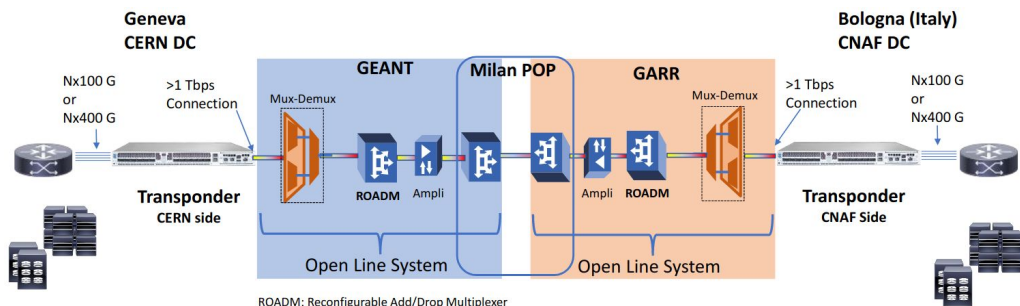 Geneva
CERN DC
Bologna (Italy)
CNAF DC
GEANT
Milan POP
GARR
Nx100 G
or
Nx400 G
>1 Tbps
Connection
Mux-Demux
Mux-Demux
>1 Tbps
Connection
Nx100 G
or
Nx400 G
Transponder
CERN side
ROADM
Ampli
Ampli
ROADM
Transponder
CNAF Side
Open Line System
Open Line System
ROADM: Reconfigurable Add/Drop Multiplexer